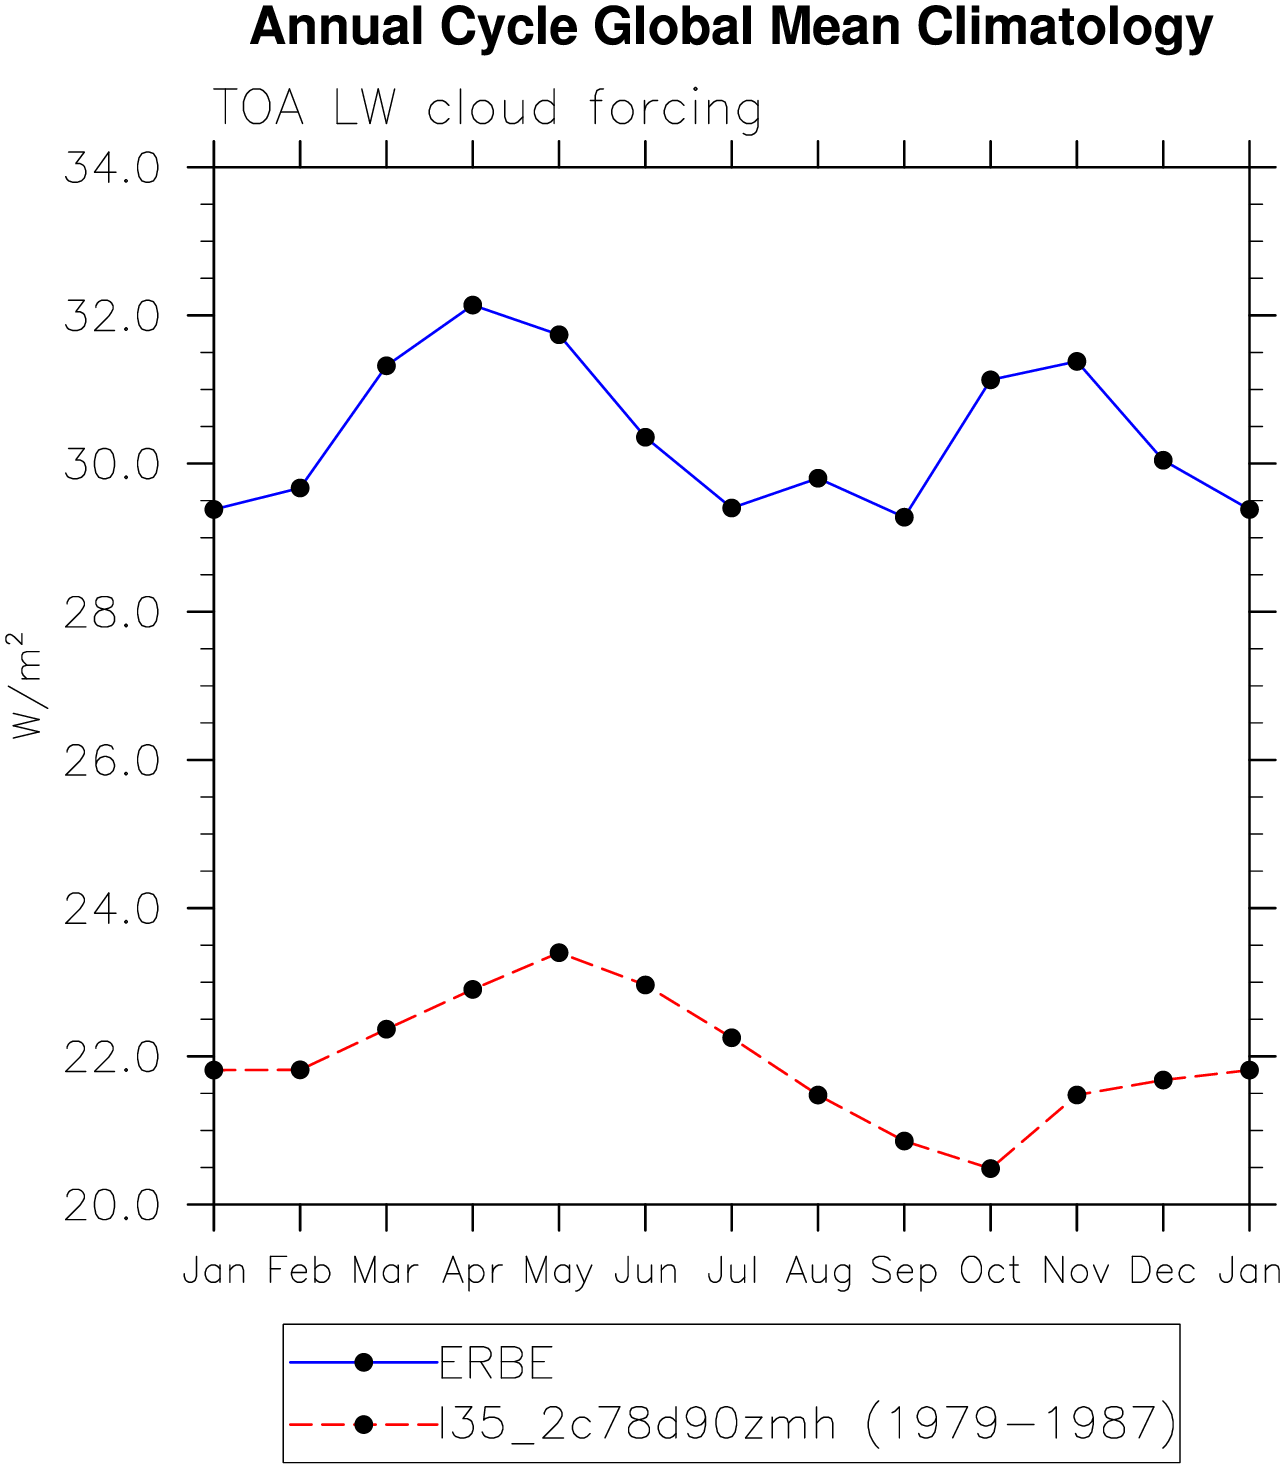 Annual Cycle Global Mean Climatology
TOA LW cloud forcing
34.0
32.0
30.0
28.0
26.0
24.0
22.0
20.0
W/m²
Jan Feb Mar Apr May Jun Jul Aug Sep Oct Nov Dec Jan
ERBE
I35_2c78d90zmh (1979-1987)